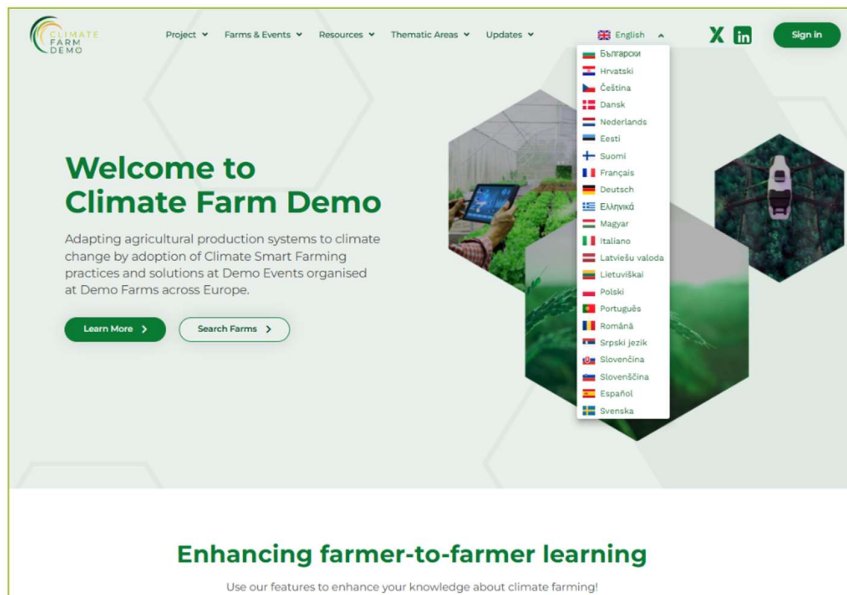 CLIMATE
FARM
DEMO
Project
Farms & Events
Resources
Thematic Areas
Updates
English
X
in
Sign in
Български
Hrvatski
Čeština
Dansk
Nederlands
Eesti
Suomi
Français
Deutsch
Ελληνικά
Magyar
Italiano
Latviešu valoda
Lietuviškai
Polski
Português
Română
Srpski jezik
Slovenčina
Slovenščina
Español
Svenska
Welcome to
Climate Farm Demo
Adapting agricultural production systems to climate
change by adoption of Climate Smart Farming
practices and solutions at Demo Events organised
at Demo Farms across Europe.
Learn More
Search Farms
Enhancing farmer-to-farmer learning
Use our features to enhance your knowledge about climate farming!